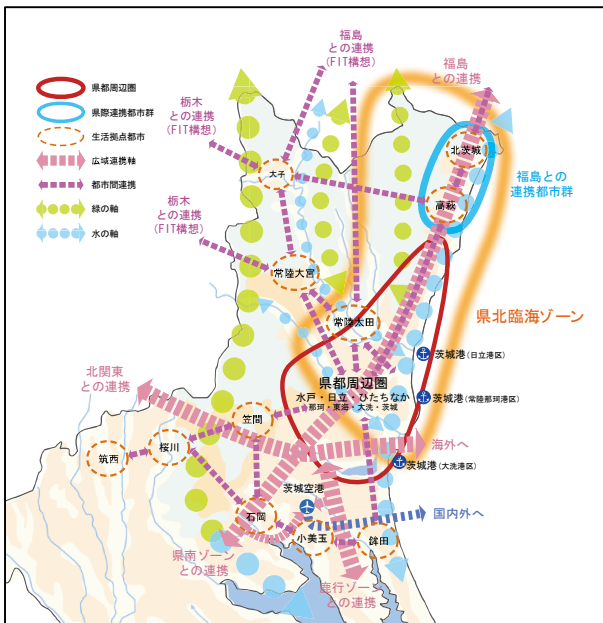 県都周辺圏
県際連携都市群
生活拠点都市
広域連携軸
都市間連携
緑の軸
水の軸
福島
との連携
(FIT構想)
福島
との連携
栃木
との連携
(FIT構想)
大子
北茨城
高萩
福島との
連携都市群
栃木
との連携
(FIT構想)
常陸大宮
常陸太田
県北臨海ゾーン
茨城港(日立港区)
県都周辺圏
水戸・日立・ひたちなか
那珂・東海・大洗・茨城
茨城港(常陸那珂港区)
北関東
との連携
笠間
桜川
筑西
海外へ
茨城港(大洗港区)
茨城空港
石岡
小美玉
鉾田
国内外へ
県南ゾーン
との連携
鹿行ゾーン
との連携